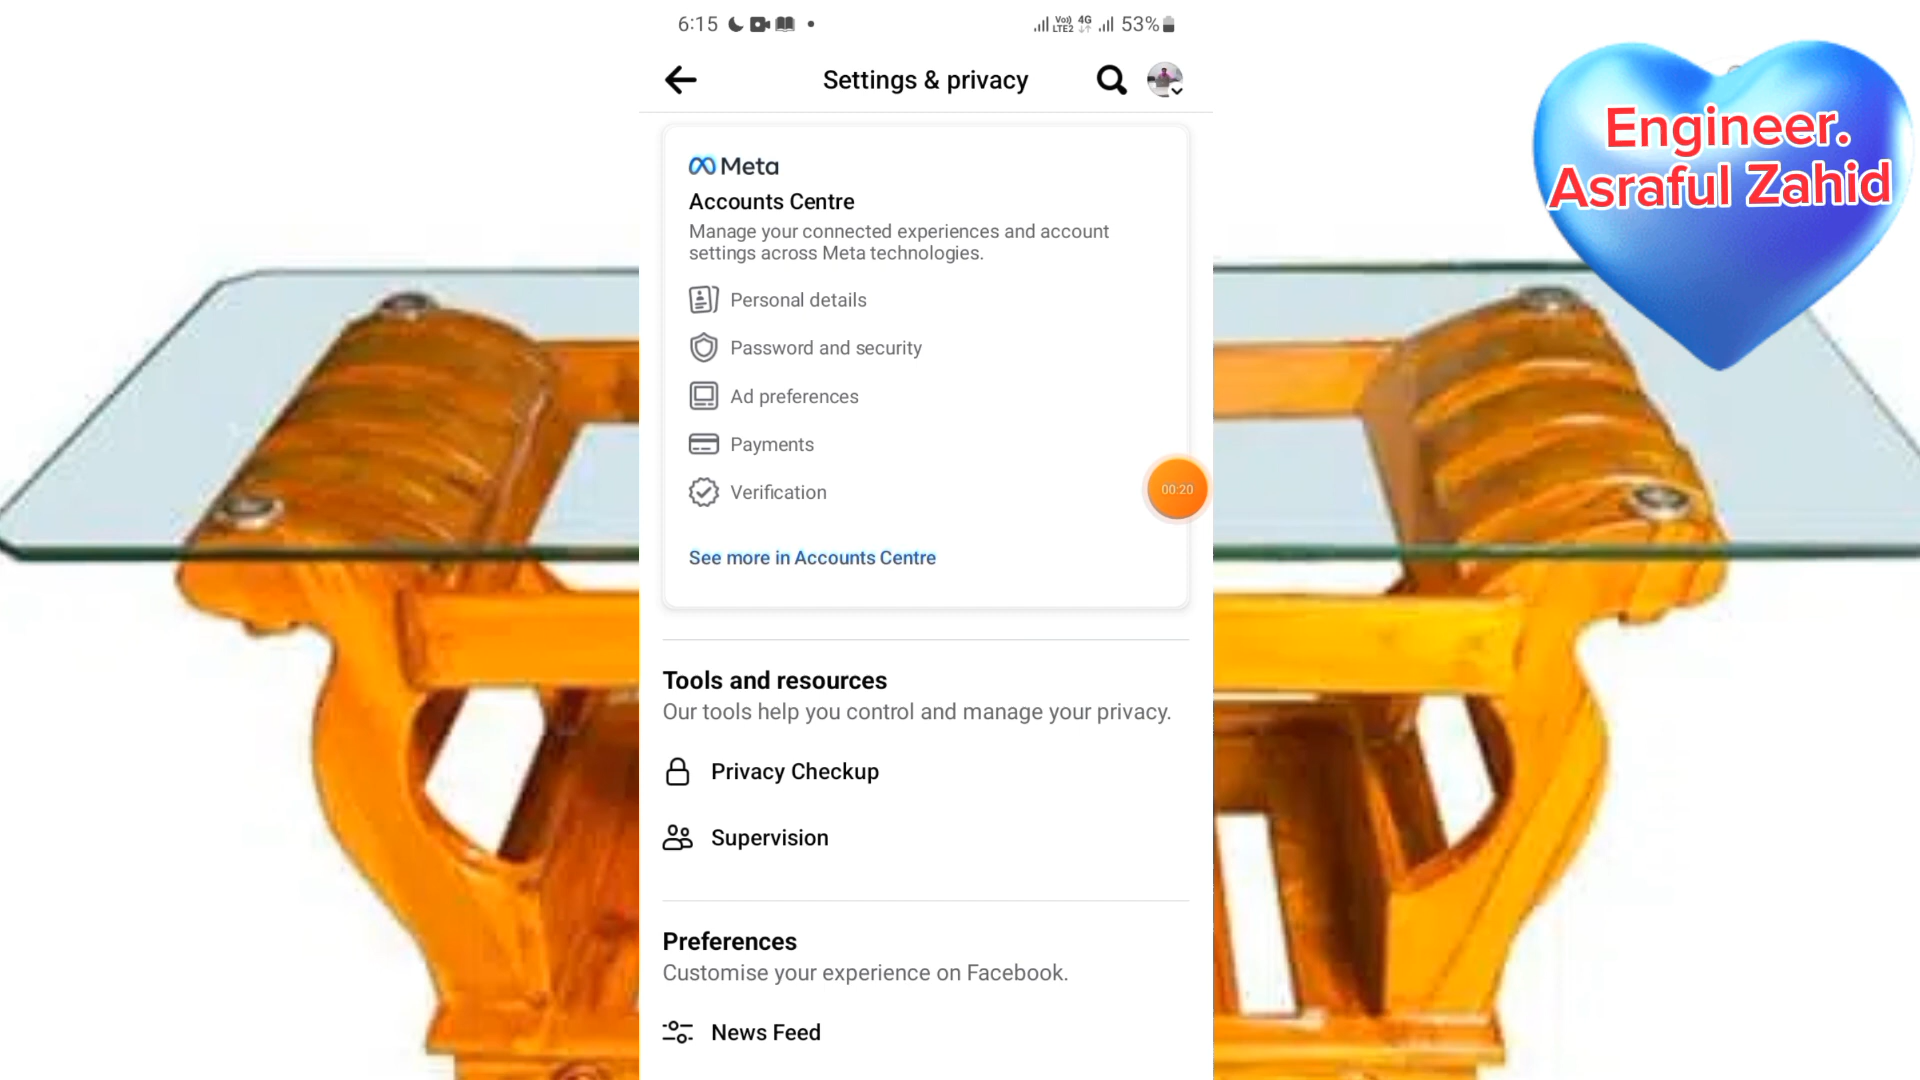 6:15
Voj) 4G
LTE2
53%
Settings & privacy
Engineer.
Asraful Zahid
Meta
Accounts Centre
Manage your connected experiences and account
settings across Meta technologies.
Personal details
Password and security
Ad preferences
Payments
Verification
00:20
See more in Accounts Centre
Tools and resources
Our tools help you control and manage your privacy.
Privacy Checkup
Supervision
Preferences
Customise your experience on Facebook.
News Feed